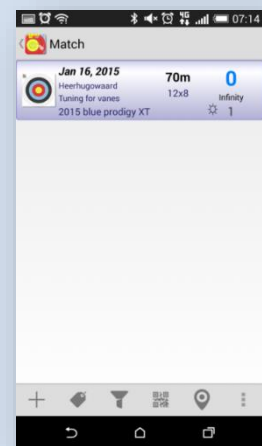 4G 07:14
Match
Jan 16, 2015 70m 0
Heerhugowaard 12x8 Infinity
Tuning for vanes 1
2015 blue prodigy XT